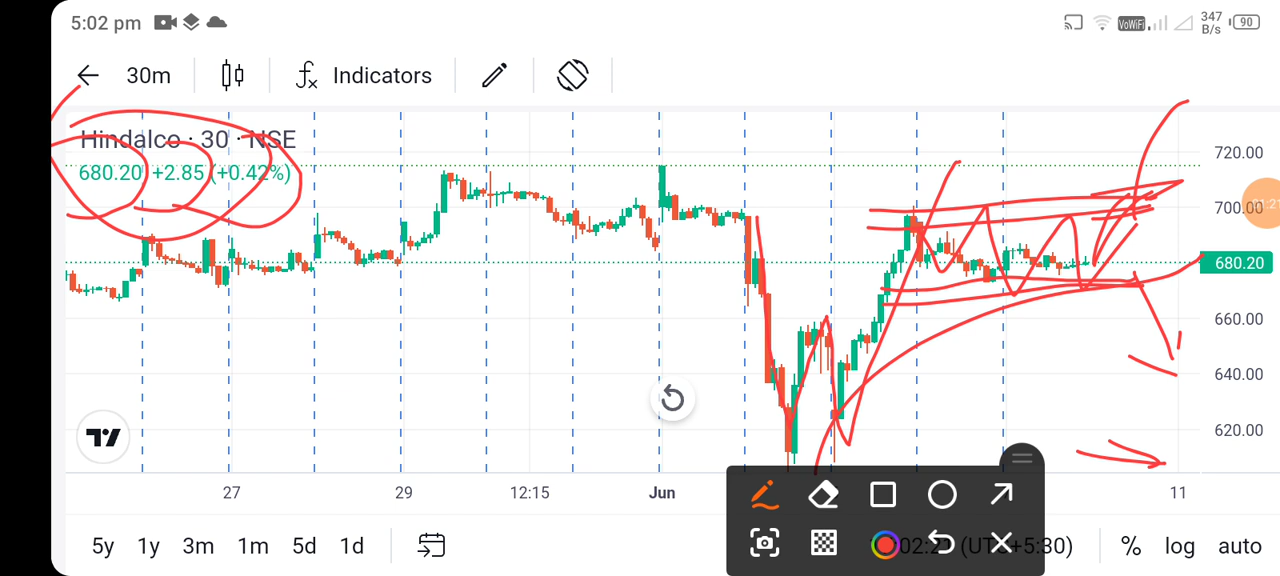 5:02 pm VoWiFi 347 B/s 90
30m Indicators
Hindalco · 30 · NSE
680.20 +2.85 (+0.42%)
720.00
700.00
680.20
660.00
640.00
620.00
27 29 12:15 Jun 11
5y 1y 3m 1m 5d 1d (UTC+5:30) % log auto